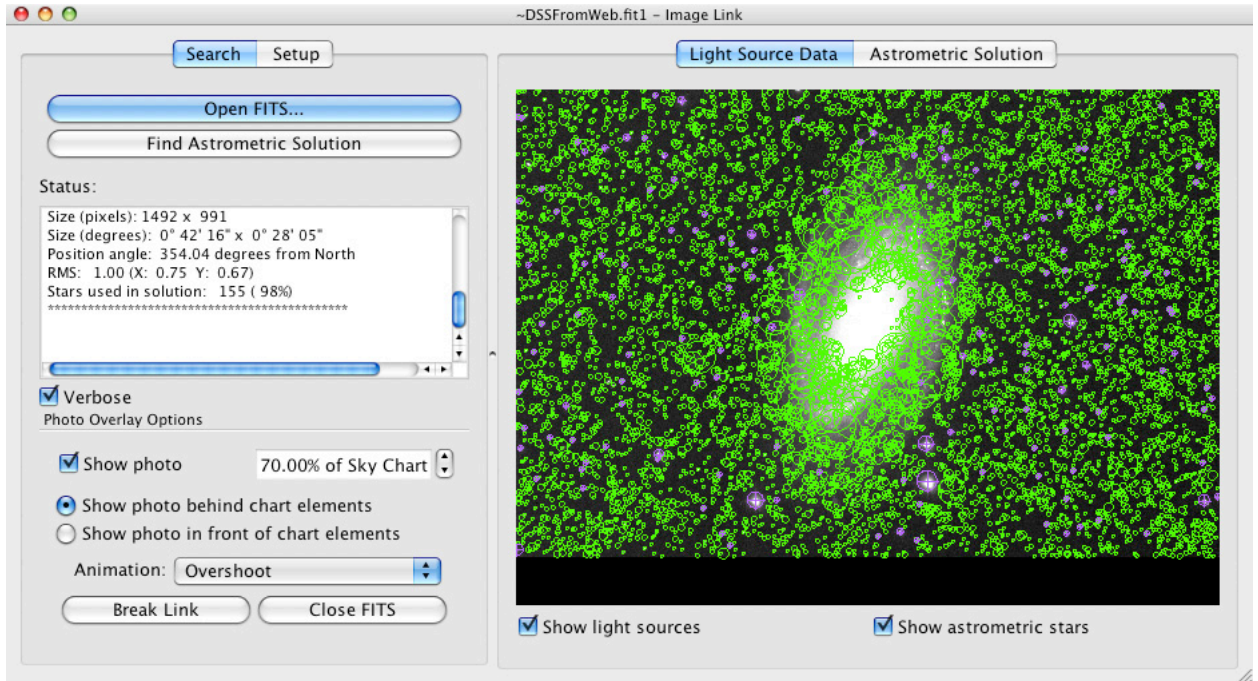 ~DSSFromWeb.fit1 – Image Link
Search Setup
Open FITS...
Find Astrometric Solution
Status:
Size (pixels): 1492 x 991
Size (degrees): 0° 42' 16" x 0° 28' 05"
Position angle: 354.04 degrees from North
RMS: 1.00 (X: 0.75 Y: 0.67)
Stars used in solution: 155 ( 98%)
*********************************************
Verbose
Photo Overlay Options
Show photo
70.00% of Sky Chart
Show photo behind chart elements
Show photo in front of chart elements
Animation: Overshoot
Break Link Close FITS
Light Source Data Astrometric Solution
Show light sources Show astrometric stars